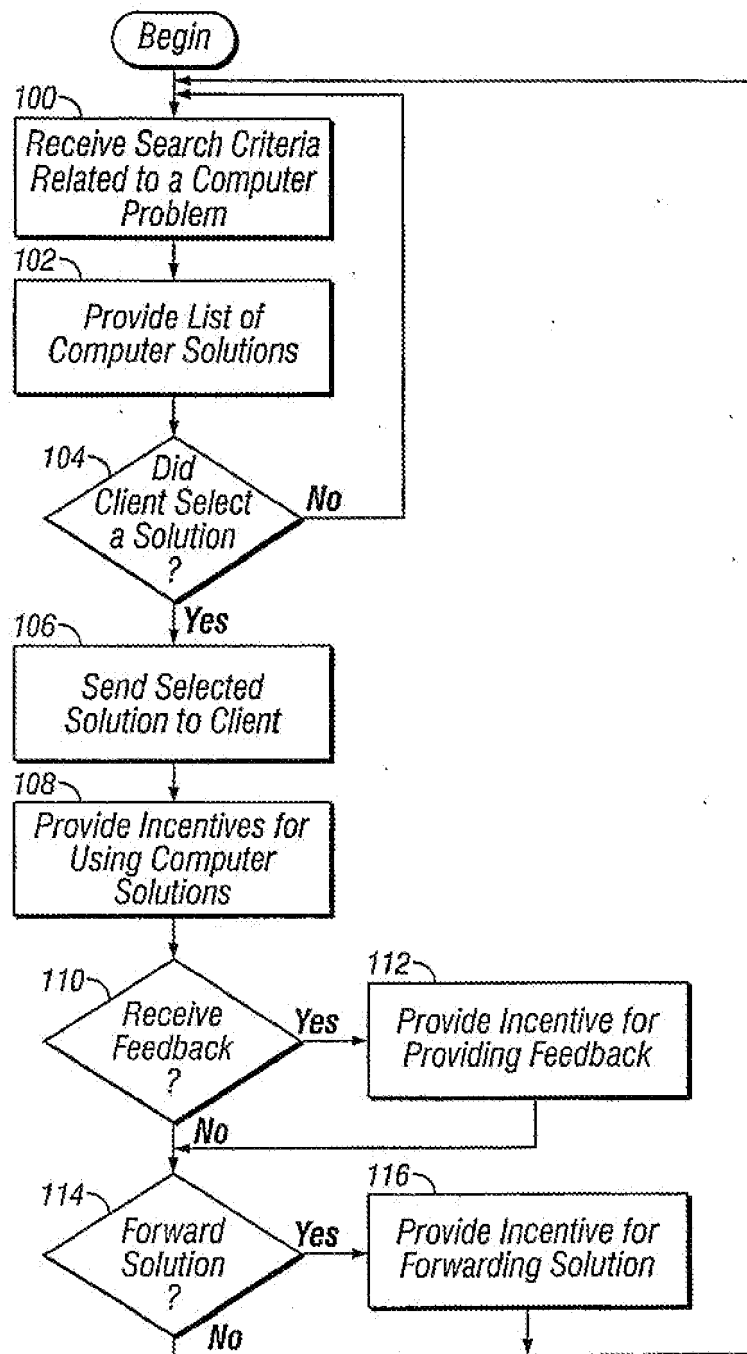 Begin
100
Receive Search Criteria
Related to a Computer
Problem
102
Provide List of
Computer Solutions
104
Did
Client Select
a Solution
?
No
Yes
106
Send Selected
Solution to Client
108
Provide Incentives for
Using Computer
Solutions
110
Receive
Feedback
?
Yes
No
112
Provide Incentive for
Providing Feedback
114
Forward
Solution
?
Yes
No
116
Provide Incentive for
Forwarding Solution